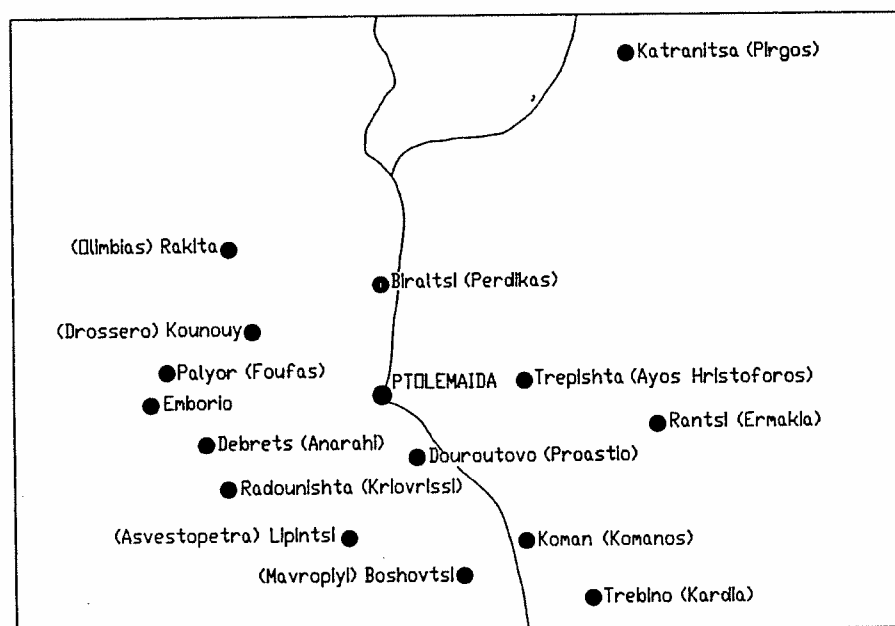 Katranitsa (Pirgos)
(Olimbias) Rakita
Biraltsi (Perdikas)
(Drossero) Kounouy
Palyor (Foufas)
PTOLEMAIDA
Trepishta (Ayos Hristoforos)
Emborio
Rantsi (Ermakia)
Debrets (Anarahi)
Douroutovo (Proastio)
Radounishta (Kriovrissi)
(Asvestopetra) Lipintsi
Koman (Komanos)
(Mavropiyi) Boshovtsi
Trebino (Kardia)